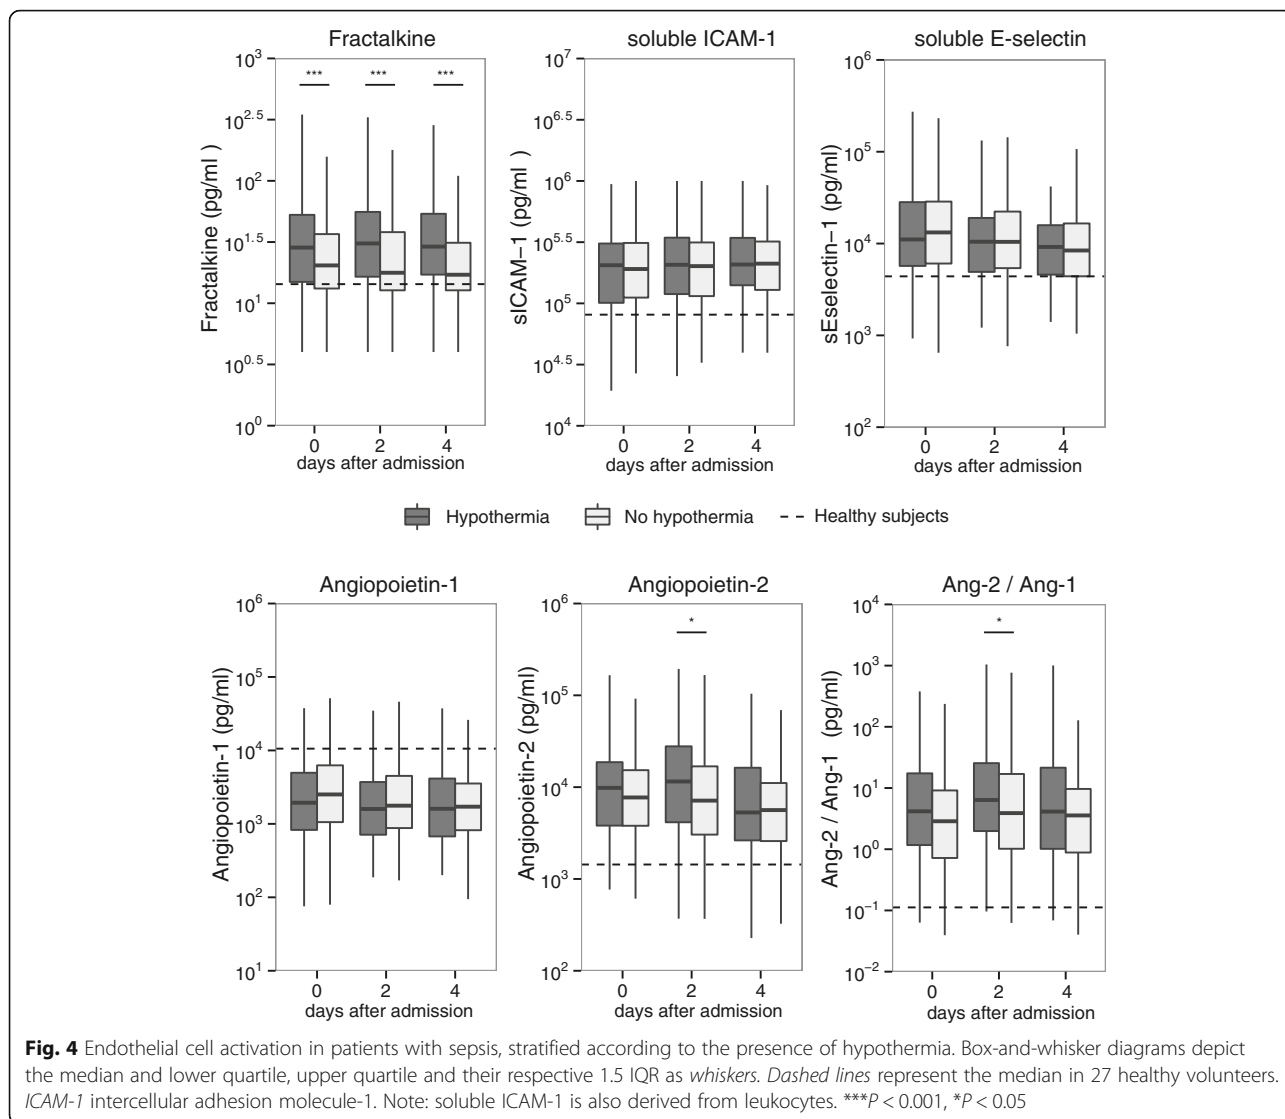 Fractalkine
Fractalkine (pg/ml )
10^3
10^2.5
10^2
10^1.5
10^1
10^0.5
10^0
*** *** ***
0 2 4
days after admission
soluble ICAM-1
sICAM−1 (pg/ml )
10^7
10^6.5
10^6
10^5.5
10^5
10^4.5
10^4
0 2 4
days after admission
soluble E-selectin
sEselectin−1 (pg/ml)
10^6
10^5
10^4
10^3
10^2
0 2 4
days after admission
Hypothermia No hypothermia Healthy subjects
Angiopoietin-1
Angiopoietin-1 (pg/ml)
10^6
10^5
10^4
10^3
10^2
10^1
0 2 4
days after admission
Angiopoietin-2
Angiopoietin-2 (pg/ml)
10^6
10^5
10^4
10^3
10^2
*
0 2 4
days after admission
Ang-2 / Ang-1
Ang-2 / Ang-1 (pg/ml)
10^4
10^3
10^2
10^1
10^0
10^−1
10^−2
*
0 2 4
days after admission
Fig. 4 Endothelial cell activation in patients with sepsis, stratified according to the presence of hypothermia. Box-and-whisker diagrams depict
the median and lower quartile, upper quartile and their respective 1.5 IQR as whiskers. Dashed lines represent the median in 27 healthy volunteers.
ICAM-1 intercellular adhesion molecule-1. Note: soluble ICAM-1 is also derived from leukocytes. ***P < 0.001, *P < 0.05